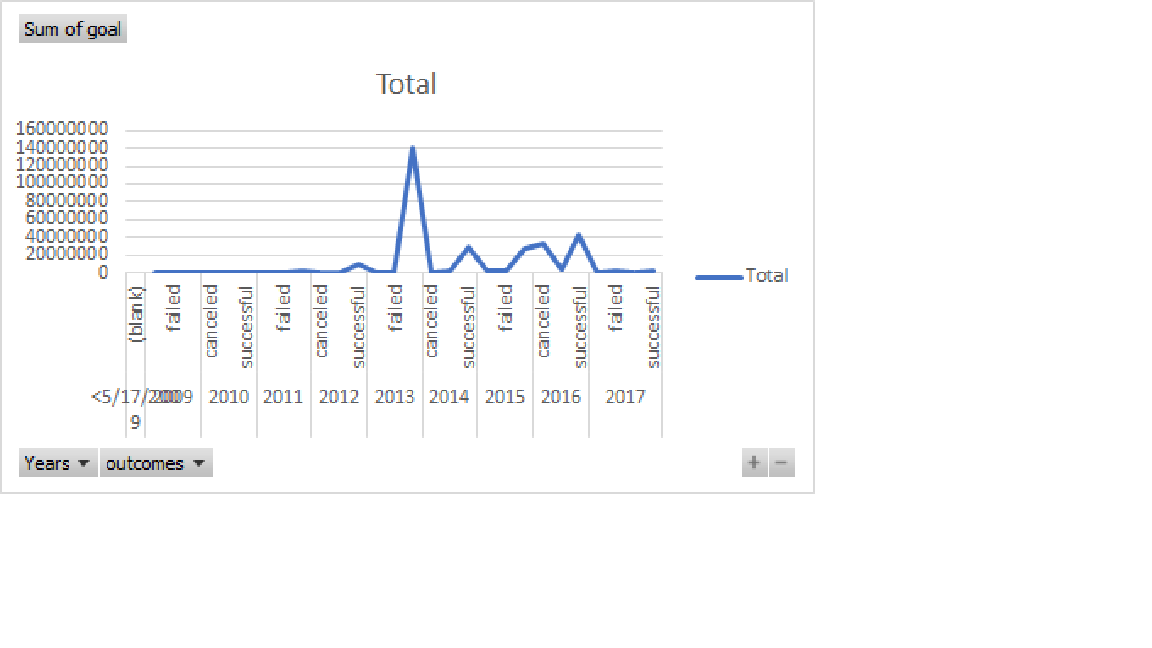 Sum of goal
Total
160000000
140000000
120000000
100000000
80000000
60000000
40000000
20000000
0
Total
(blank) failed canceled successful failed canceled successful failed canceled successful failed canceled successful failed successful
<5/17/2009 2009 2010 2011 2012 2013 2014 2015 2016 2017
Years outcomes + −